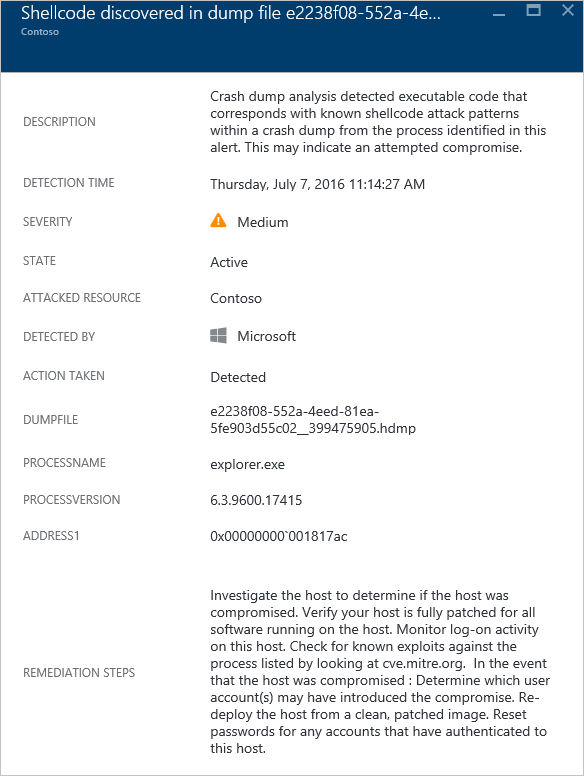 Shellcode discovered in dump file e2238f08-552a-4e...
Contoso
DESCRIPTION
Crash dump analysis detected executable code that
corresponds with known shellcode attack patterns
within a crash dump from the process identified in this
alert. This may indicate an attempted compromise.
DETECTION TIME
Thursday, July 7, 2016 11:14:27 AM
SEVERITY
Medium
STATE
Active
ATTACKED RESOURCE
Contoso
DETECTED BY
Microsoft
ACTION TAKEN
Detected
DUMPFILE
e2238f08-552a-4eed-81ea-
5fe903d55c02__399475905.hdmp
PROCESSNAME
explorer.exe
PROCESSVERSION
6.3.9600.17415
ADDRESS1
0x00000000`001817ac
REMEDIATION STEPS
Investigate the host to determine if the host was
compromised. Verify your host is fully patched for all
software running on the host. Monitor log-on activity
on this host. Check for known exploits against the
process listed by looking at cve.mitre.org.  In the event
that the host was compromised : Determine which user
account(s) may have introduced the compromise. Re-
deploy the host from a clean, patched image. Reset
passwords for any accounts that have authenticated to
this host.